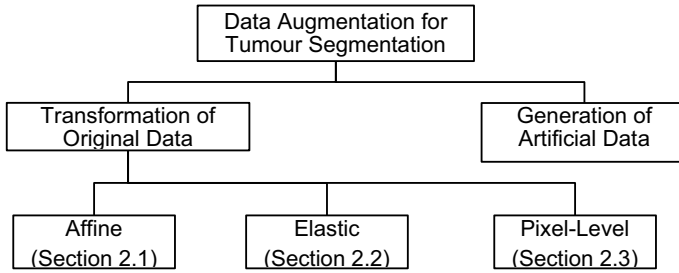 Data Augmentation for
Tumour Segmentation
Transformation of
Original Data
Generation of
Artificial Data
Affine
(Section 2.1)
Elastic
(Section 2.2)
Pixel-Level
(Section 2.3)